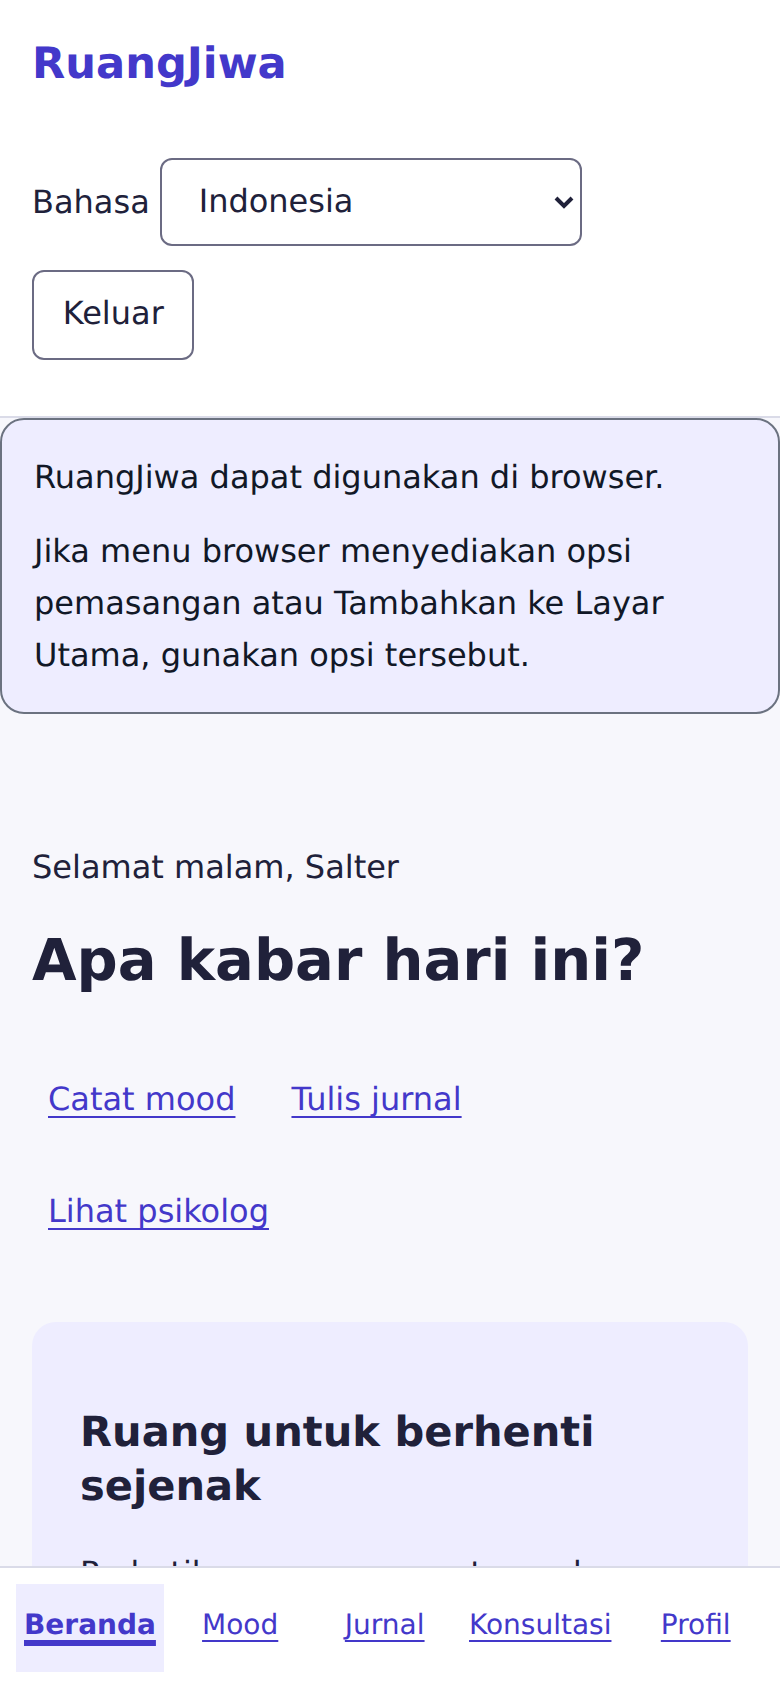 RuangJiwa
Bahasa Indonesia
Keluar
RuangJiwa dapat digunakan di browser.
Jika menu browser menyediakan opsi
pemasangan atau Tambahkan ke Layar
Utama, gunakan opsi tersebut.
Selamat malam, Salter
Apa kabar hari ini?
Catat mood Tulis jurnal
Lihat psikolog
Ruang untuk berhenti
sejenak
Beranda Mood Jurnal Konsultasi Profil